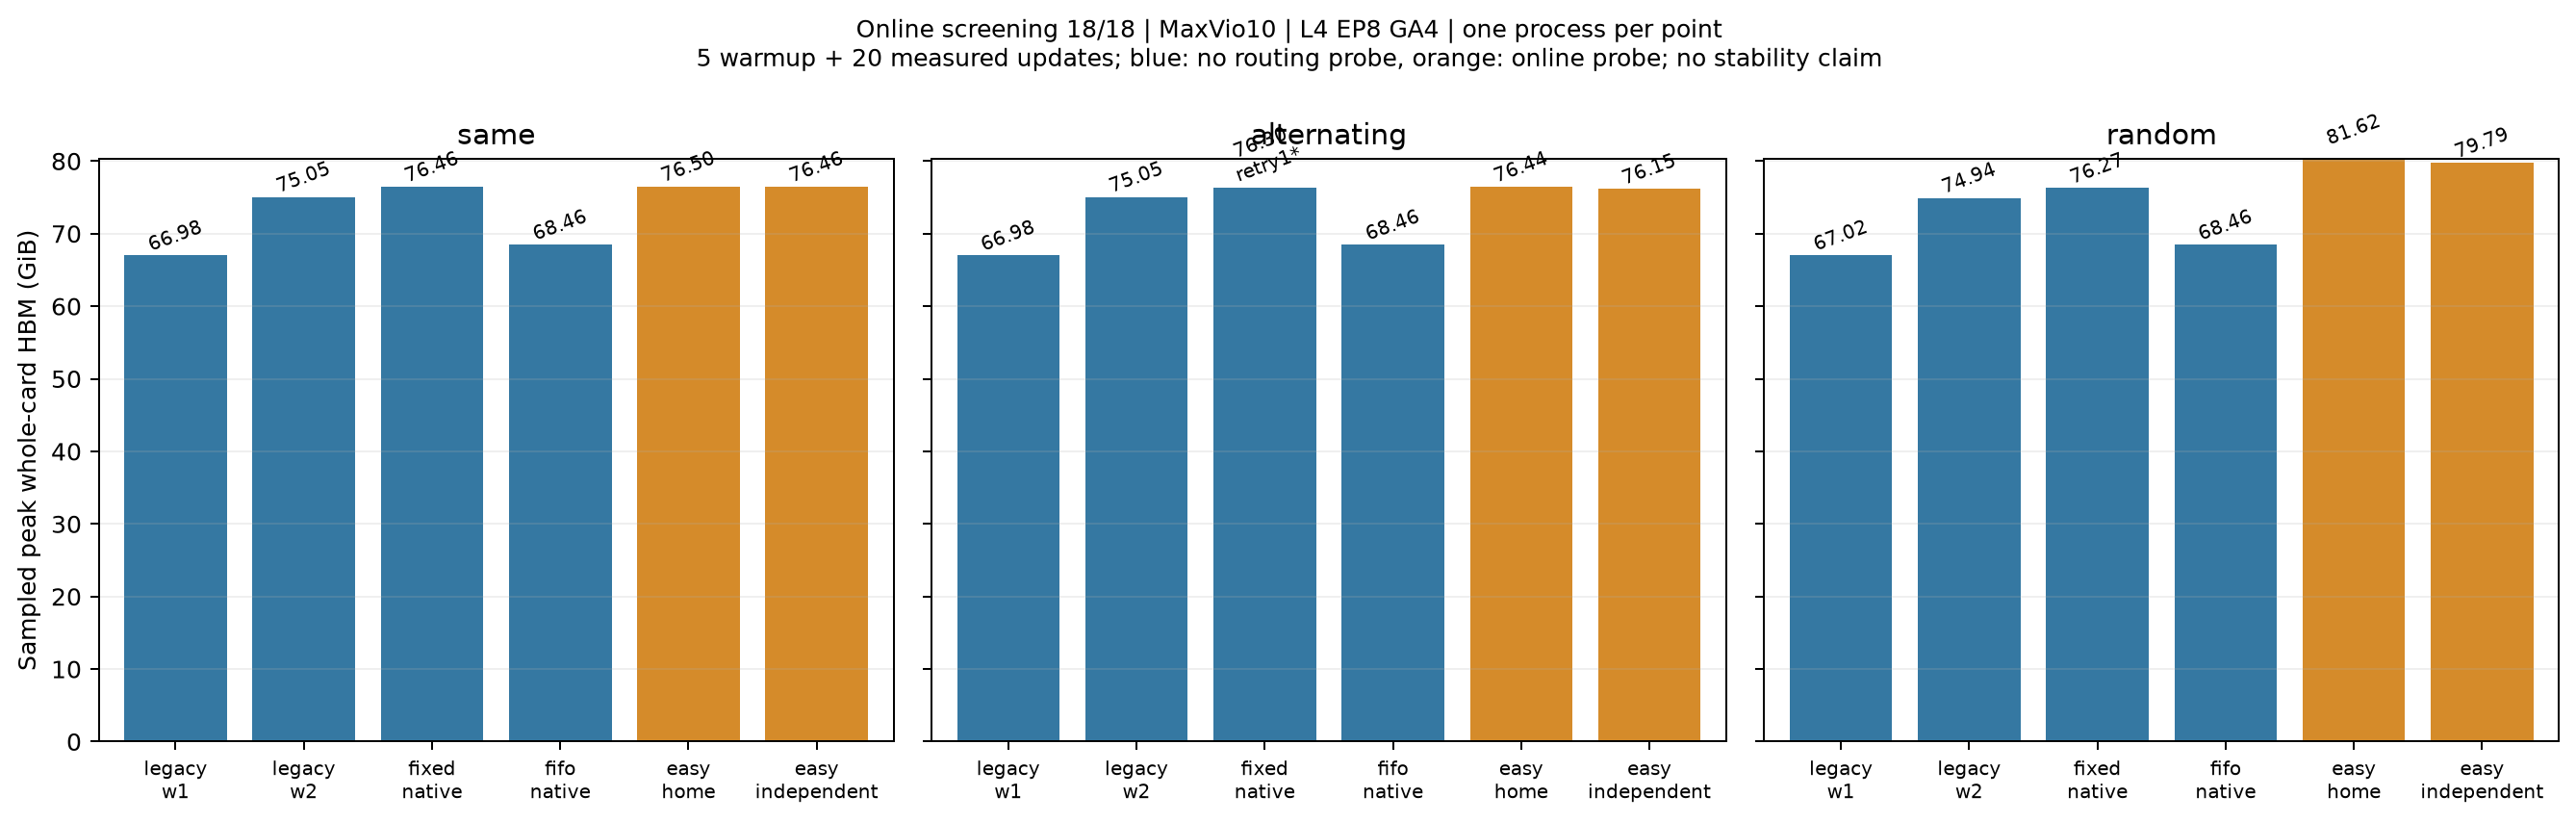 Online screening 18/18 | MaxVio10 | L4 EP8 GA4 | one process per point
5 warmup + 20 measured updates; blue: no routing probe, orange: online probe; no stability claim
same
Sampled peak whole-card HBM (GiB)
80
70
60
50
40
30
20
10
0
66.98
75.05
76.46
68.46
76.50
76.46
legacy
w1
legacy
w2
fixed
native
fifo
native
easy
home
easy
independent
alternating
66.98
75.05
retry1*
68.46
76.44
76.15
legacy
w1
legacy
w2
fixed
native
fifo
native
easy
home
easy
independent
random
67.02
74.94
76.27
68.46
81.62
79.79
legacy
w1
legacy
w2
fixed
native
fifo
native
easy
home
easy
independent